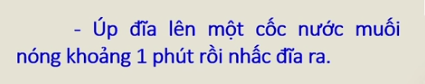 - Úp đĩa lên một cốc nước muối
nóng khoảng 1 phút rồi nhấc đĩa ra.